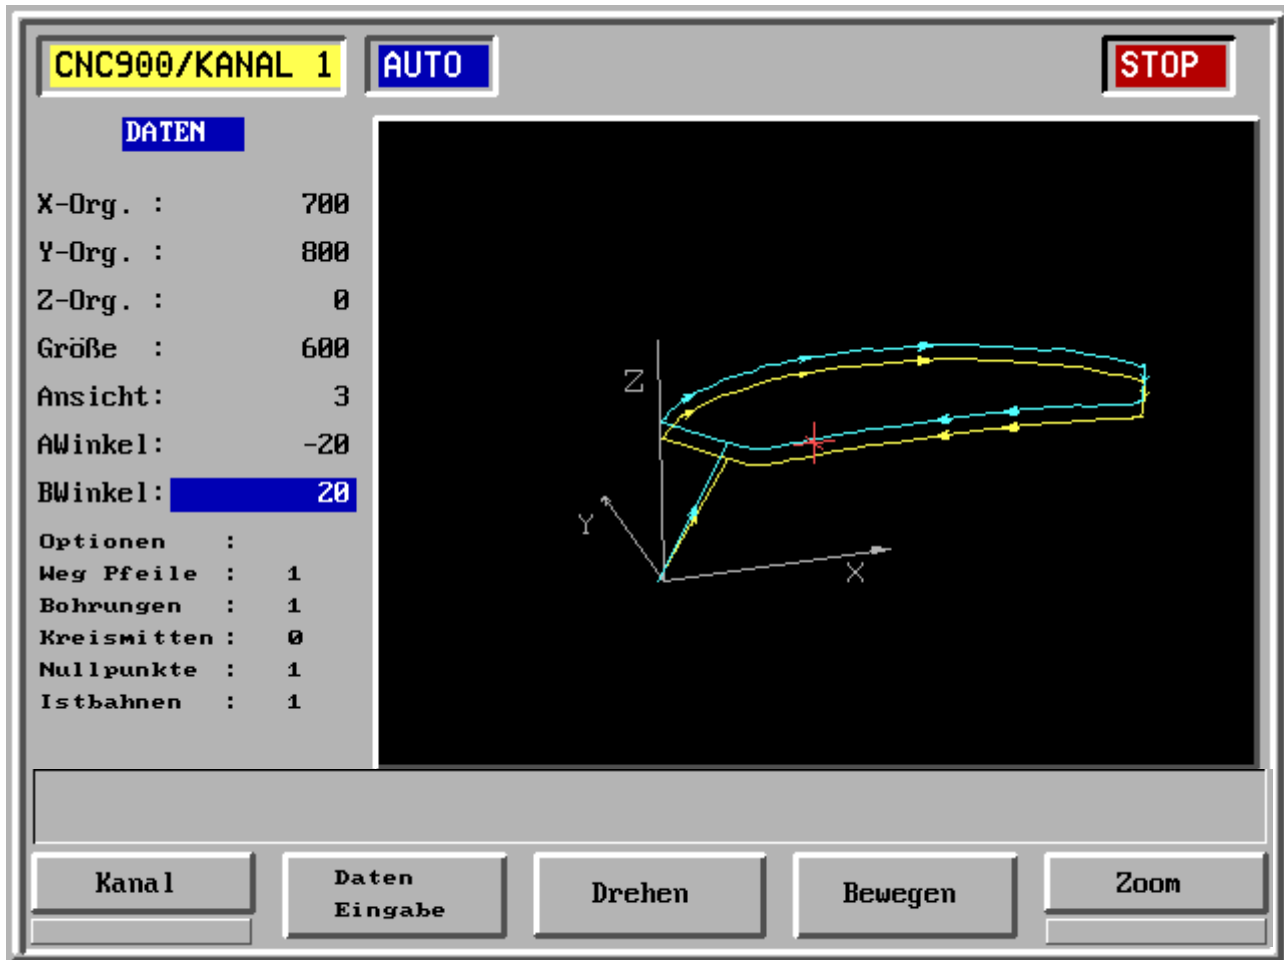 CNC900/KANAL 1 AUTO STOP
DATEN
X-Org. : 700
Y-Org. : 800
Z-Org. : 0
Größe : 600
Ansicht: 3
AWinkel: -20
BWinkel: 20
Optionen :
Weg Pfeile : 1
Bohrungen : 1
Kreismitten : 0
Nullpunkte : 1
Istbahnen : 1
Z
Y
X
Kanal
Daten
Eingabe
Drehen
Bewegen
Zoom